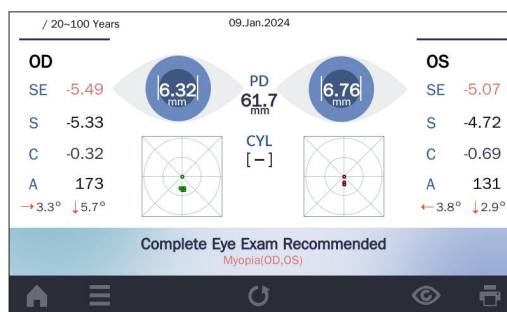 / 20~100 Years 09.Jan.2024
OD OS
6.32 mm PD 61.7 mm 6.76 mm
SE -5.49 SE -5.07
S -5.33 S -4.72
CYL [-]
C -0.32 C -0.69
A 173 A 131
→3.3° ↓5.7° ←3.8° ↓2.9°
Complete Eye Exam Recommended
Myopia(OD,OS)